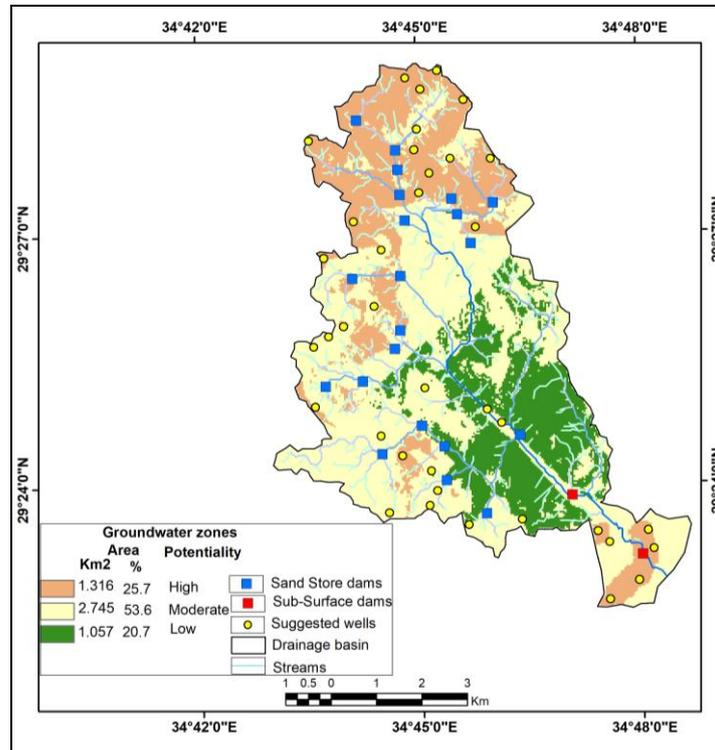 34°42'0"E 34°45'0"E 34°48'0"E
29°27'0"N
29°24'0"N
Groundwater zones
Area Potentiality
Km2 %
1.316 25.7 High
2.745 53.6 Moderate
1.057 20.7 Low
Sand Store dams
Sub-Surface dams
Suggested wells
Drainage basin
Streams
1 0.5 0 1 2 3
Km
34°42'0"E 34°45'0"E 34°48'0"E